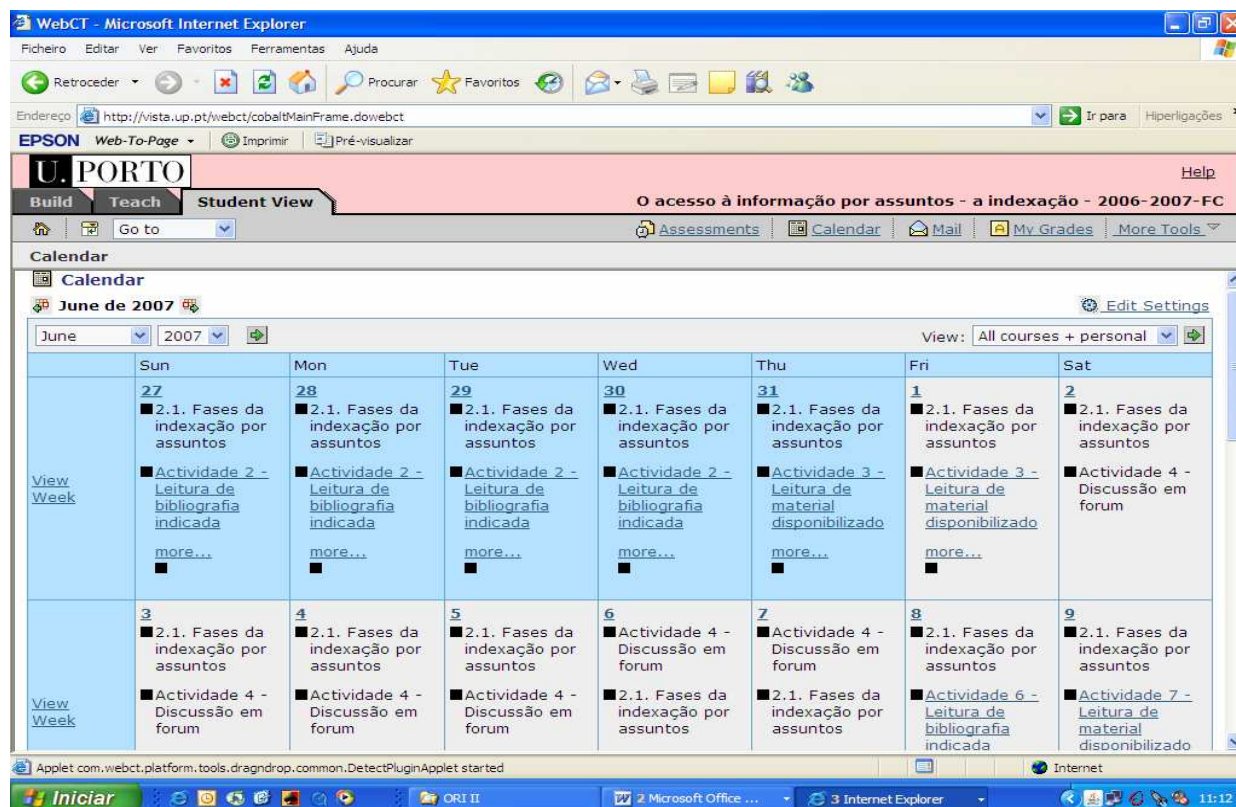 WebCT - Microsoft Internet Explorer
Ficheiro Editar Ver Favoritos Ferramentas Ajuda
Retroceder Procurar Favoritos
Endereço http://vista.up.pt/webct/cobaltMainFrame.dowebct Ir para Hiperligações
EPSON Web-To-Page Imprimir Pré-visualizar
U. PORTO Help
Build Teach Student View O acesso à informação por assuntos - a indexação - 2006-2007-FC
Go to Assessments Calendar Mail My Grades More Tools
Calendar
Calendar
June de 2007 Edit Settings
June 2007 View: All courses + personal
Sun Mon Tue Wed Thu Fri Sat
View
Week
27
2.1. Fases da
indexação por
assuntos
Actividade 2 -
Leitura de
bibliografia
indicada
more...
28
2.1. Fases da
indexação por
assuntos
Actividade 2 -
Leitura de
bibliografia
indicada
more...
29
2.1. Fases da
indexação por
assuntos
Actividade 2 -
Leitura de
bibliografia
indicada
more...
30
2.1. Fases da
indexação por
assuntos
Actividade 2 -
Leitura de
bibliografia
indicada
more...
31
2.1. Fases da
indexação por
assuntos
Actividade 3 -
Leitura de
material
disponibilizado
more...
1
2.1. Fases da
indexação por
assuntos
Actividade 3 -
Leitura de
material
disponibilizado
more...
2
2.1. Fases da
indexação por
assuntos
Actividade 4 -
Discussão em
forum
View
Week
3
2.1. Fases da
indexação por
assuntos
Actividade 4 -
Discussão em
forum
4
2.1. Fases da
indexação por
assuntos
Actividade 4 -
Discussão em
forum
5
2.1. Fases da
indexação por
assuntos
Actividade 4 -
Discussão em
forum
6
Actividade 4 -
Discussão em
forum
2.1. Fases da
indexação por
assuntos
7
Actividade 4 -
Discussão em
forum
2.1. Fases da
indexação por
assuntos
8
2.1. Fases da
indexação por
assuntos
Actividade 6 -
Leitura de
bibliografia
indicada
9
2.1. Fases da
indexação por
assuntos
Actividade 7 -
Leitura de
material
disponibilizado
Applet com.webct.platform.tools.dragndrop.common.DetectPluginApplet started Internet
Iniciar ORI II 2 Microsoft Office ... 3 Internet Explorer 11:12